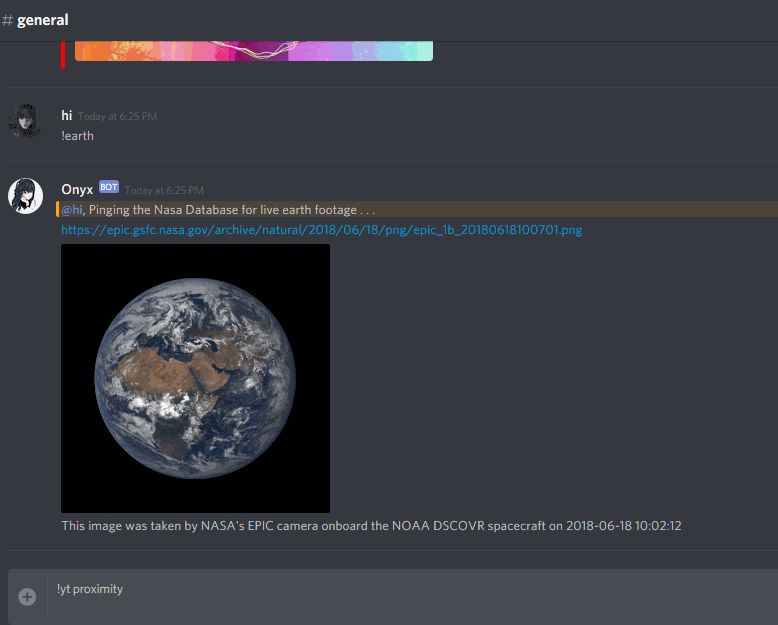 # general
hi Today at 6:25 PM
!earth
Onyx BOT Today at 6:25 PM
@hi, Pinging the Nasa Database for live earth footage . . .
https://epic.gsfc.nasa.gov/archive/natural/2018/06/18/png/epic_1b_20180618100701.png
This image was taken by NASA's EPIC camera onboard the NOAA DSCOVR spacecraft on 2018-06-18 10:02:12
!yt proximity